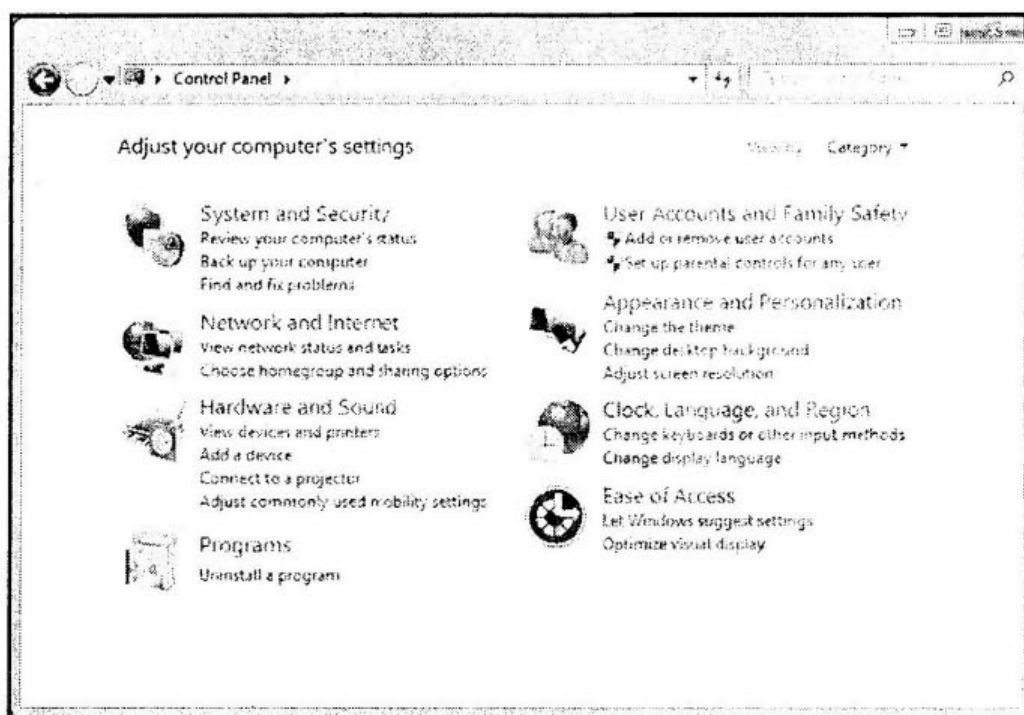 Control Panel
Adjust your computer's settings
View by Category
System and Security
Review your computer's status
Back up your computer
Find and fix problems
Network and Internet
View network status and tasks
Choose homegroup and sharing options
Hardware and Sound
View devices and printers
Add a device
Connect to a projector
Adjust commonly used mobility settings
Programs
Uninstall a program
User Accounts and Family Safety
Add or remove user accounts
Set up parental controls for any user
Appearance and Personalization
Change the theme
Change desktop background
Adjust screen resolution
Clock, Language, and Region
Change keyboards or other input methods
Change display language
Ease of Access
Let Windows suggest settings
Optimize visual display